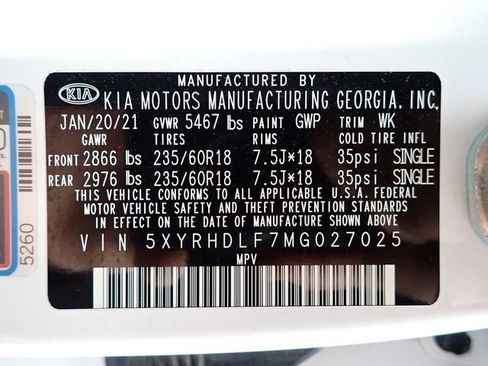 MANUFACTURED BY
KIA KIA MOTORS MANUFACTURING GEORGIA. INC.
JAN/20/21 GVWR 5467 lbs PAINT GWP TRIM WK
GAWR TIRES RIMS COLD TIRE INFL
FRONT 2866 lbs 235/60R18 7.5J×18 35psi SINGLE
REAR 2976 lbs 235/60R18 7.5J×18 35psi SINGLE
THIS VEHICLE CONFORMS TO ALL APPLICABLE U.S.A. FEDERAL
MOTOR VEHICLE SAFETY AND THEFT PREVENTION STANDARDS
IN EFFECT ON THE DATE OF MANUFACTURE SHOWN ABOVE
VIN 5XYRHDLF7MG027025
MPV
5260